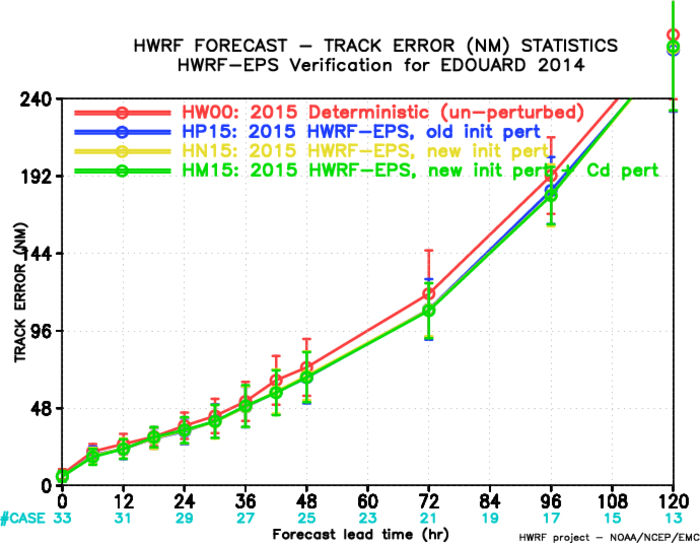 HWRF FORECAST - TRACK ERROR (NM) STATISTICS
HWRF-EPS Verification for EDOUARD 2014
240
HW00: 2015 Deterministic (un-perturbed)
HP15: 2015 HWRF-EPS, old init pert
HN15: 2015 HWRF-EPS, new init pert
HM15: 2015 HWRF-EPS, new init pert + Cd pert
192
144
96
48
0
TRACK ERROR (NM)
0 12 24 36 48 60 72 84 96 108 120
#CASE 33 31 29 27 25 23 21 19 17 15 13
Forecast lead time (hr)
HWRF project - NOAA/NCEP/EMC